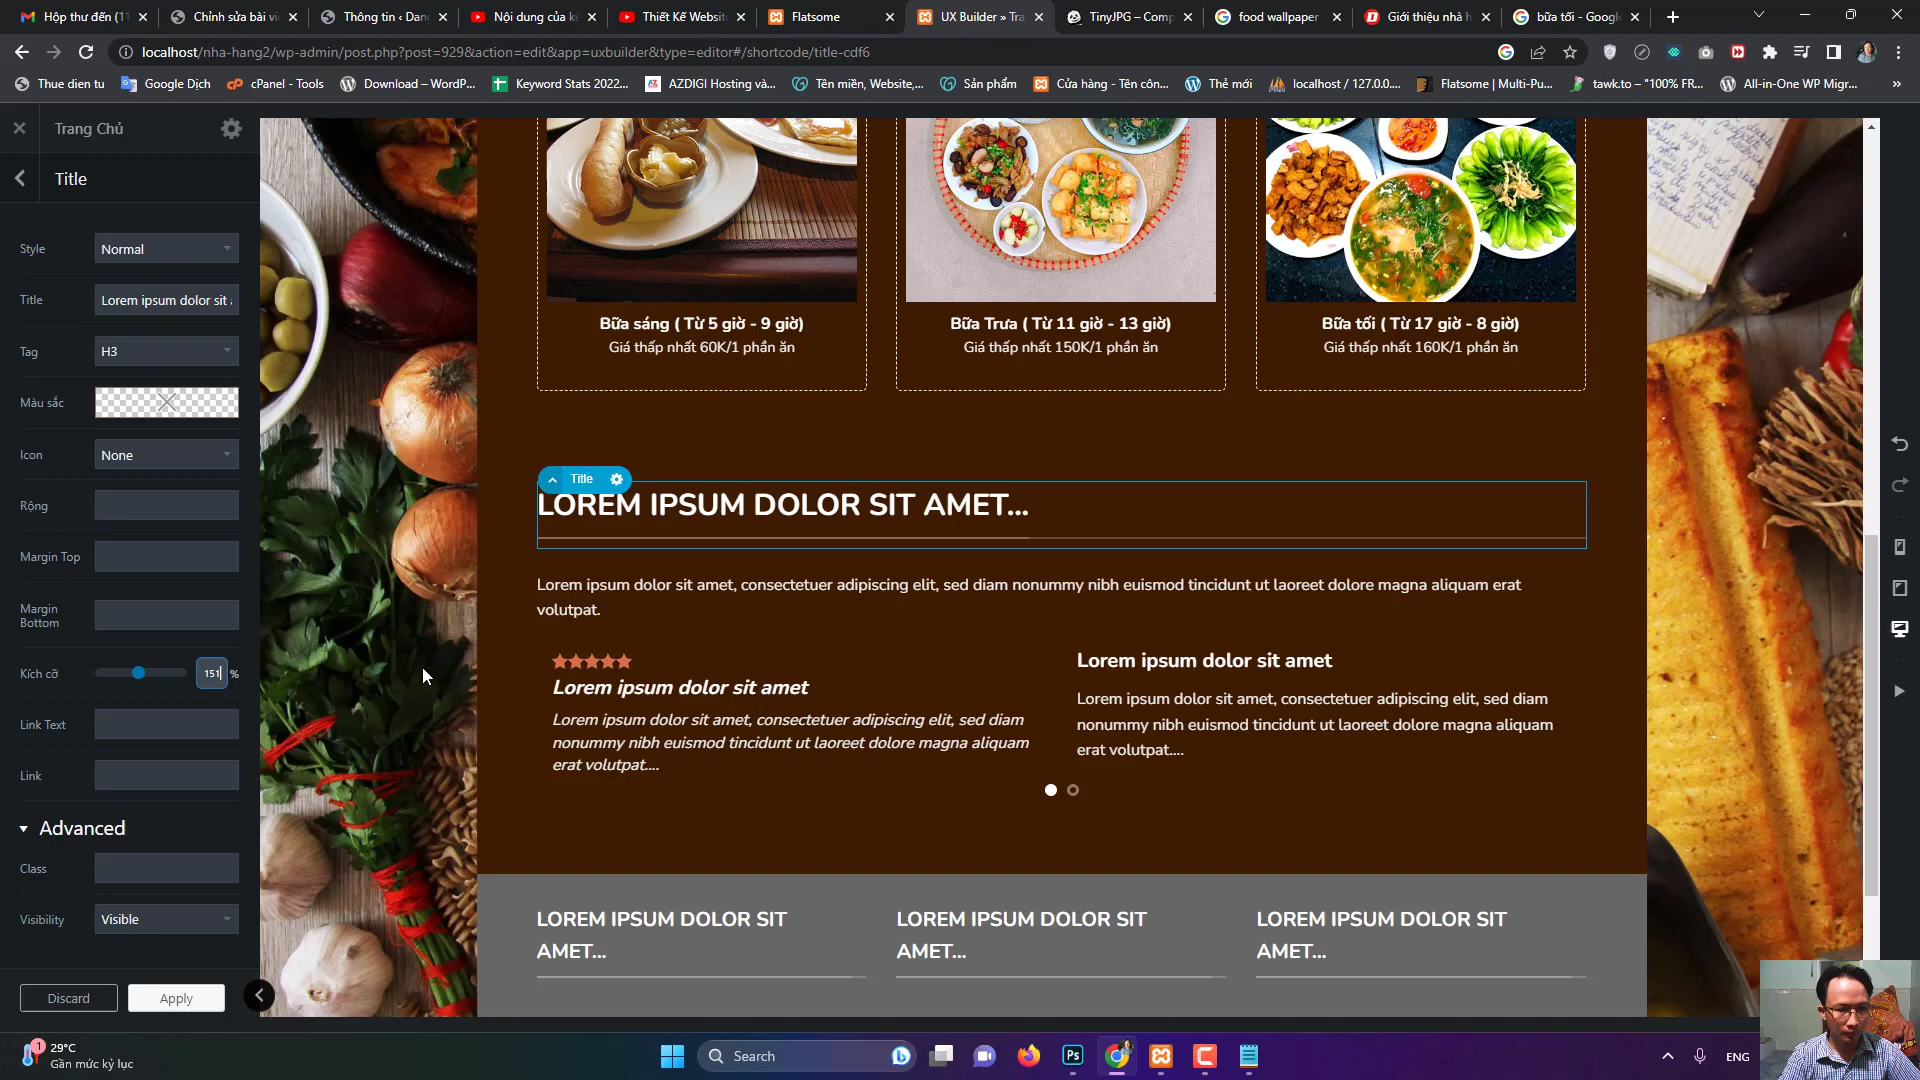 Hộp thư đến (11
Chỉnh sửa bài vi
Thông tin ‹ Dan
Nội dung của k
Thiết Kế Websit
Flatsome
UX Builder » Tra
TinyJPG – Comp
food wallpaper
Giới thiệu nhà h
bữa tối - Googl
localhost/nha-hang2/wp-admin/post.php?post=929&action=edit&app=uxbuilder&type=editor#/shortcode/title-cdf6
Thue dien tu
Google Dịch
cPanel - Tools
Download – WordP...
Keyword Stats 2022...
AZDIGI Hosting và...
Tên miền, Website,...
Sản phẩm
Cửa hàng - Tên côn...
Thẻ mới
localhost / 127.0.0....
Flatsome | Multi-Pu...
tawk.to – "100% FR...
All-in-One WP Migr...
»
Trang Chủ
Title
Style
Normal
Title
Lorem ipsum dolor sit
Tag
H3
Màu sắc
Icon
None
Rộng
Margin Top
Margin
Bottom
Kích cỡ
151
%
Link Text
Link
Advanced
Class
Visibility
Visible
Discard
Apply
Bữa sáng ( Từ 5 giờ - 9 giờ)
Giá thấp nhất 60K/1 phần ăn
Bữa Trưa ( Từ 11 giờ - 13 giờ)
Giá thấp nhất 150K/1 phần ăn
Bữa tối ( Từ 17 giờ - 8 giờ)
Giá thấp nhất 160K/1 phần ăn
Title
LOREM IPSUM DOLOR SIT AMET...
Lorem ipsum dolor sit amet, consectetuer adipiscing elit, sed diam nonummy nibh euismod tincidunt ut laoreet dolore magna aliquam erat
volutpat.
Lorem ipsum dolor sit amet
Lorem ipsum dolor sit amet, consectetuer adipiscing elit, sed diam
nonummy nibh euismod tincidunt ut laoreet dolore magna aliquam
erat volutpat....
Lorem ipsum dolor sit amet
Lorem ipsum dolor sit amet, consectetuer adipiscing elit, sed diam
nonummy nibh euismod tincidunt ut laoreet dolore magna aliquam
erat volutpat....
LOREM IPSUM DOLOR SIT
AMET...
LOREM IPSUM DOLOR SIT
AMET...
LOREM IPSUM DOLOR SIT
AMET...
1
29°C
Gần mức kỷ lục
Search
Ps
ENG